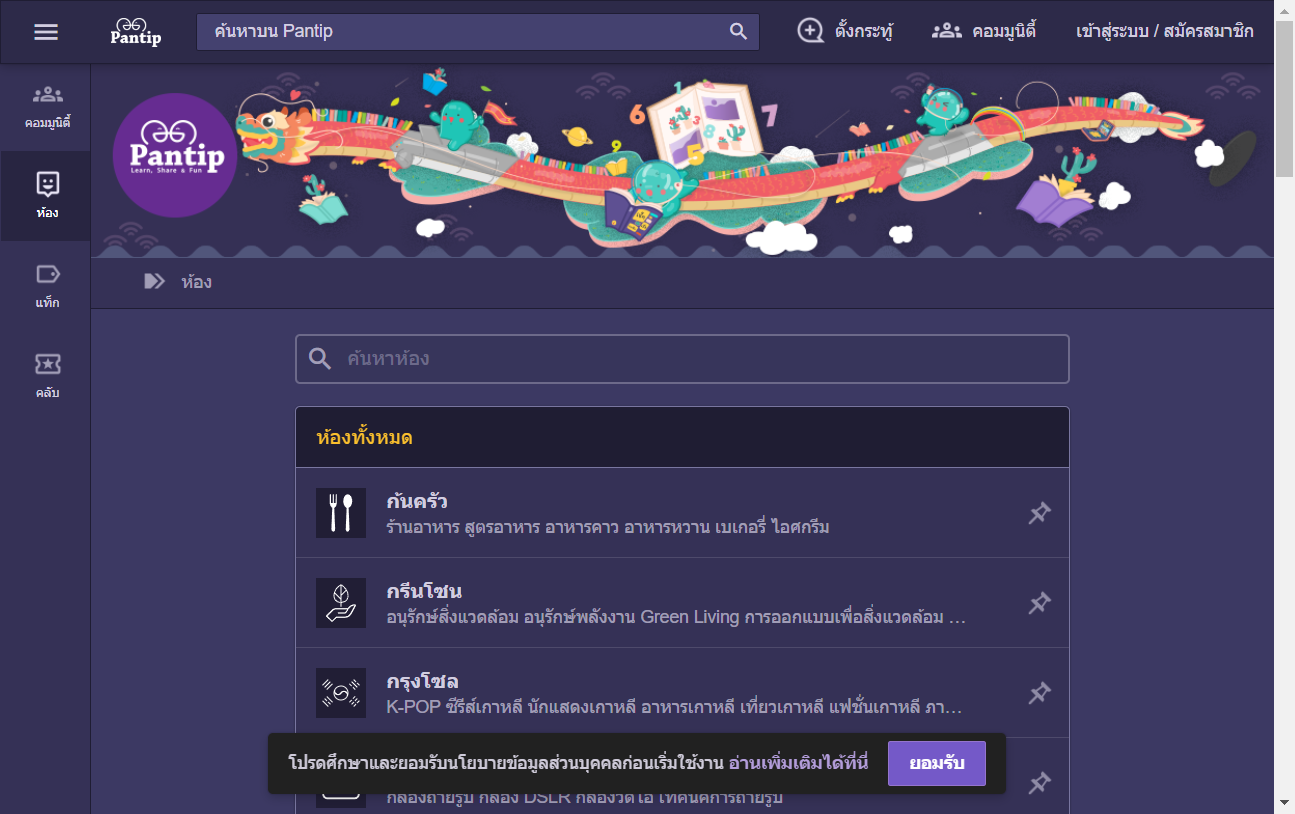 Pantip
ค้นหาบน Pantip
ตั้งกระทู้
คอมมูนิตี้
เข้าสู่ระบบ / สมัครสมาชิก
คอมมูนิตี้
ห้อง
แท็ก
คลับ
Pantip
Learn, Share & Fun
6
1
7
3
8
9
5
ห้อง
ค้นหาห้อง
ห้องทั้งหมด
ก้นครัว
ร้านอาหาร สูตรอาหาร อาหารคาว อาหารหวาน เบเกอรี่ ไอศกรีม
กรีนโซน
อนุรักษ์สิ่งแวดล้อม อนุรักษ์พลังงาน Green Living การออกแบบเพื่อสิ่งแวดล้อม …
กรุงโซล
K-POP ซีรีส์เกาหลี นักแสดงเกาหลี อาหารเกาหลี เที่ยวเกาหลี แฟชั่นเกาหลี ภา…
โปรดศึกษาและยอมรับนโยบายข้อมูลส่วนบุคคลก่อนเริ่มใช้งาน อ่านเพิ่มเติมได้ที่นี่
ยอมรับ
กล้องถ่ายรูป กล้อง DSLR กล้องวิดีโอ เทคนิคการถ่ายรูป